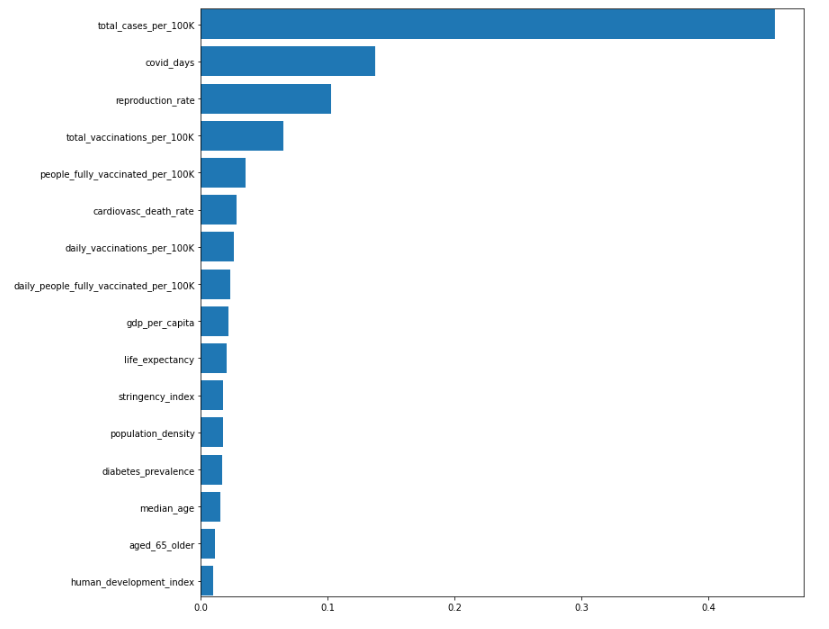 total_cases_per_100K
covid_days
reproduction_rate
total_vaccinations_per_100K
people_fully_vaccinated_per_100K
cardiovasc_death_rate
daily_vaccinations_per_100K
daily_people_fully_vaccinated_per_100K
gdp_per_capita
life_expectancy
stringency_index
population_density
diabetes_prevalence
median_age
aged_65_older
human_development_index
0.0 0.1 0.2 0.3 0.4